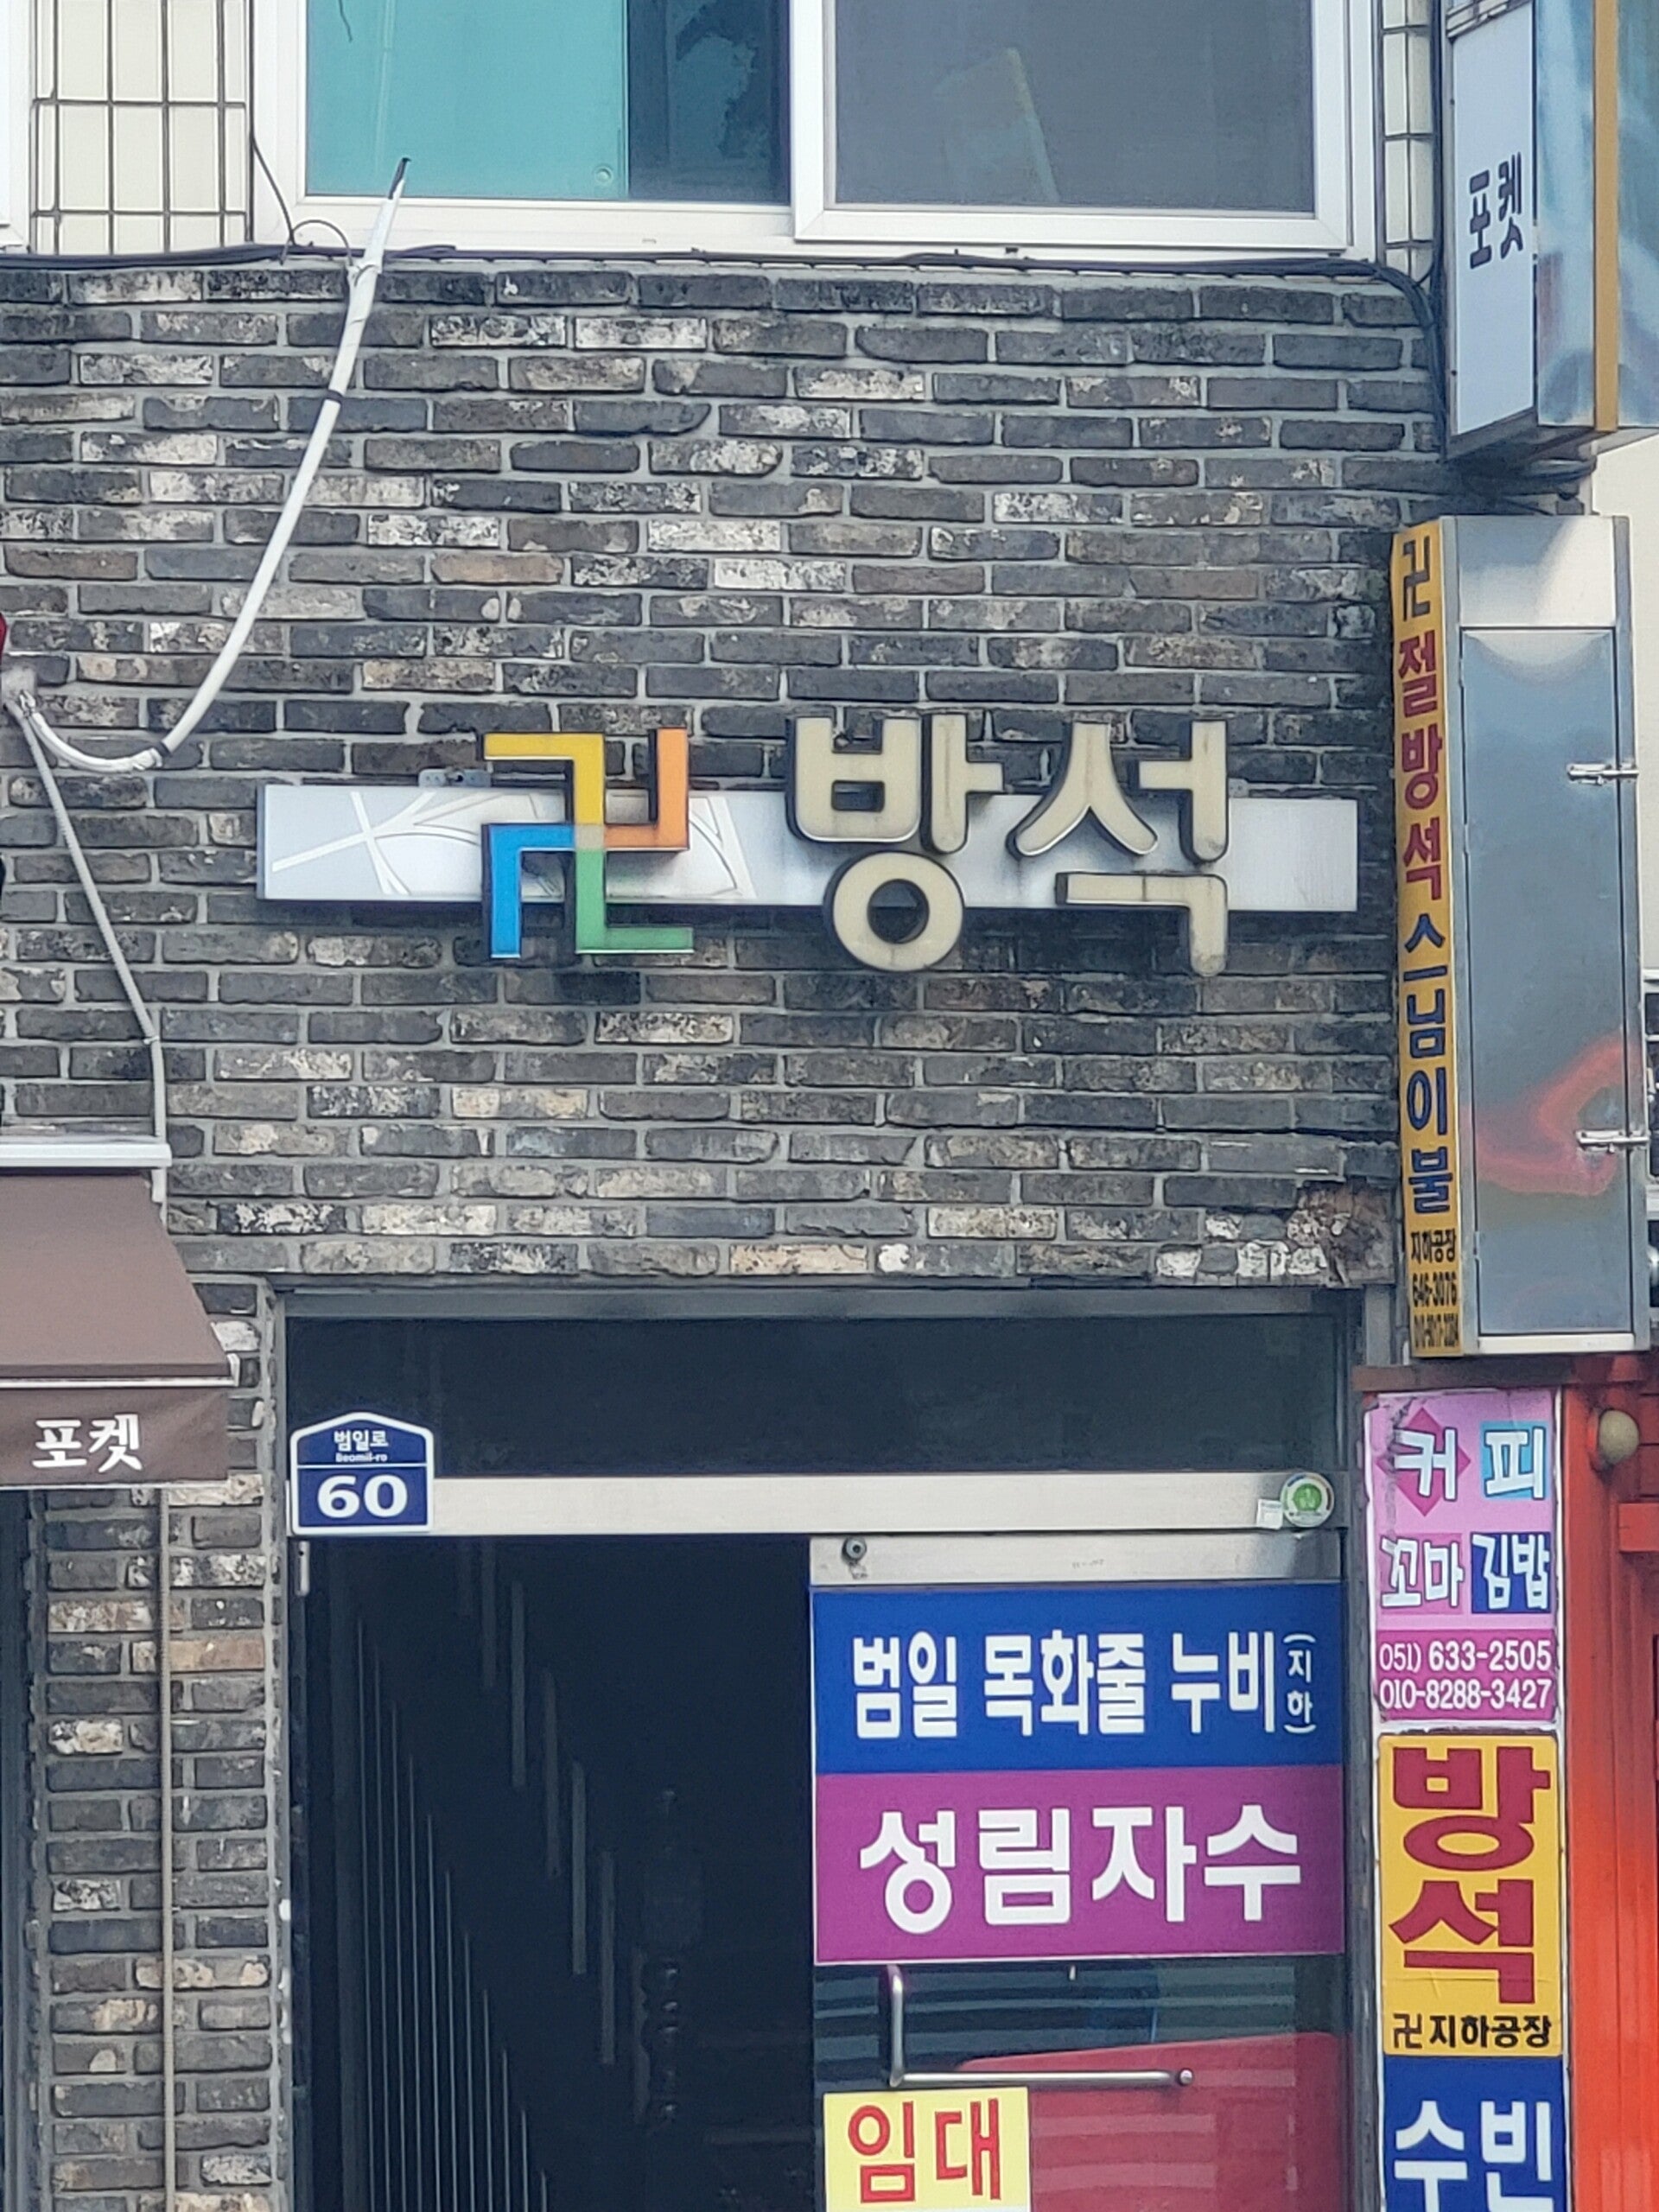 포켓
卍
절방석스님이불
지하공장
646-3076
卍 방석
포켓
범일로
Beomil-ro
60
커피
꼬마김밥
051) 633-2505
010-8288-3427
범일 목화줄 누비 (지하)
성림자수
방석
卍지하공장
임대
수빈